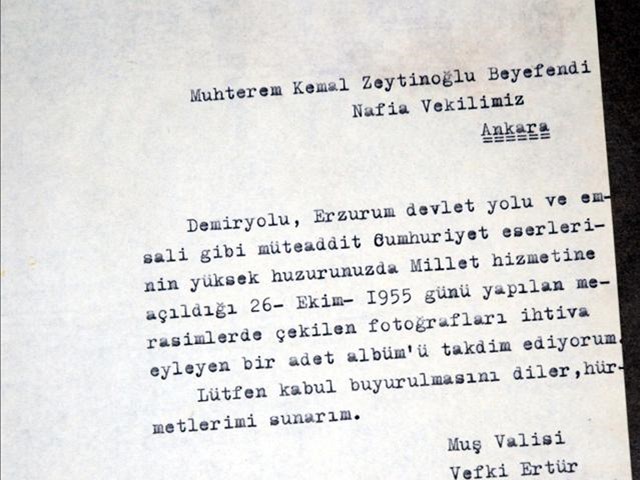 Muhterem Kemal Zeytinoğlu Beyefendi
Nafia Vekilimiz
Ankara
Demiryolu, Erzurum devlet yolu ve em-
sali gibi müteaddit Cumhuriyet eserleri-
nin yüksek huzurunuzda Millet hizmetine
açıldığı 26- Ekim- I955 günü yapılan me-
rasimlerde çekilen fotoğrafları ihtiva
eyleyen bir adet albüm'ü takdim ediyorum.
Lütfen kabul buyurulmasını diler,hür-
metlerimi sunarım.
Muş Valisi
Vefki Ertür